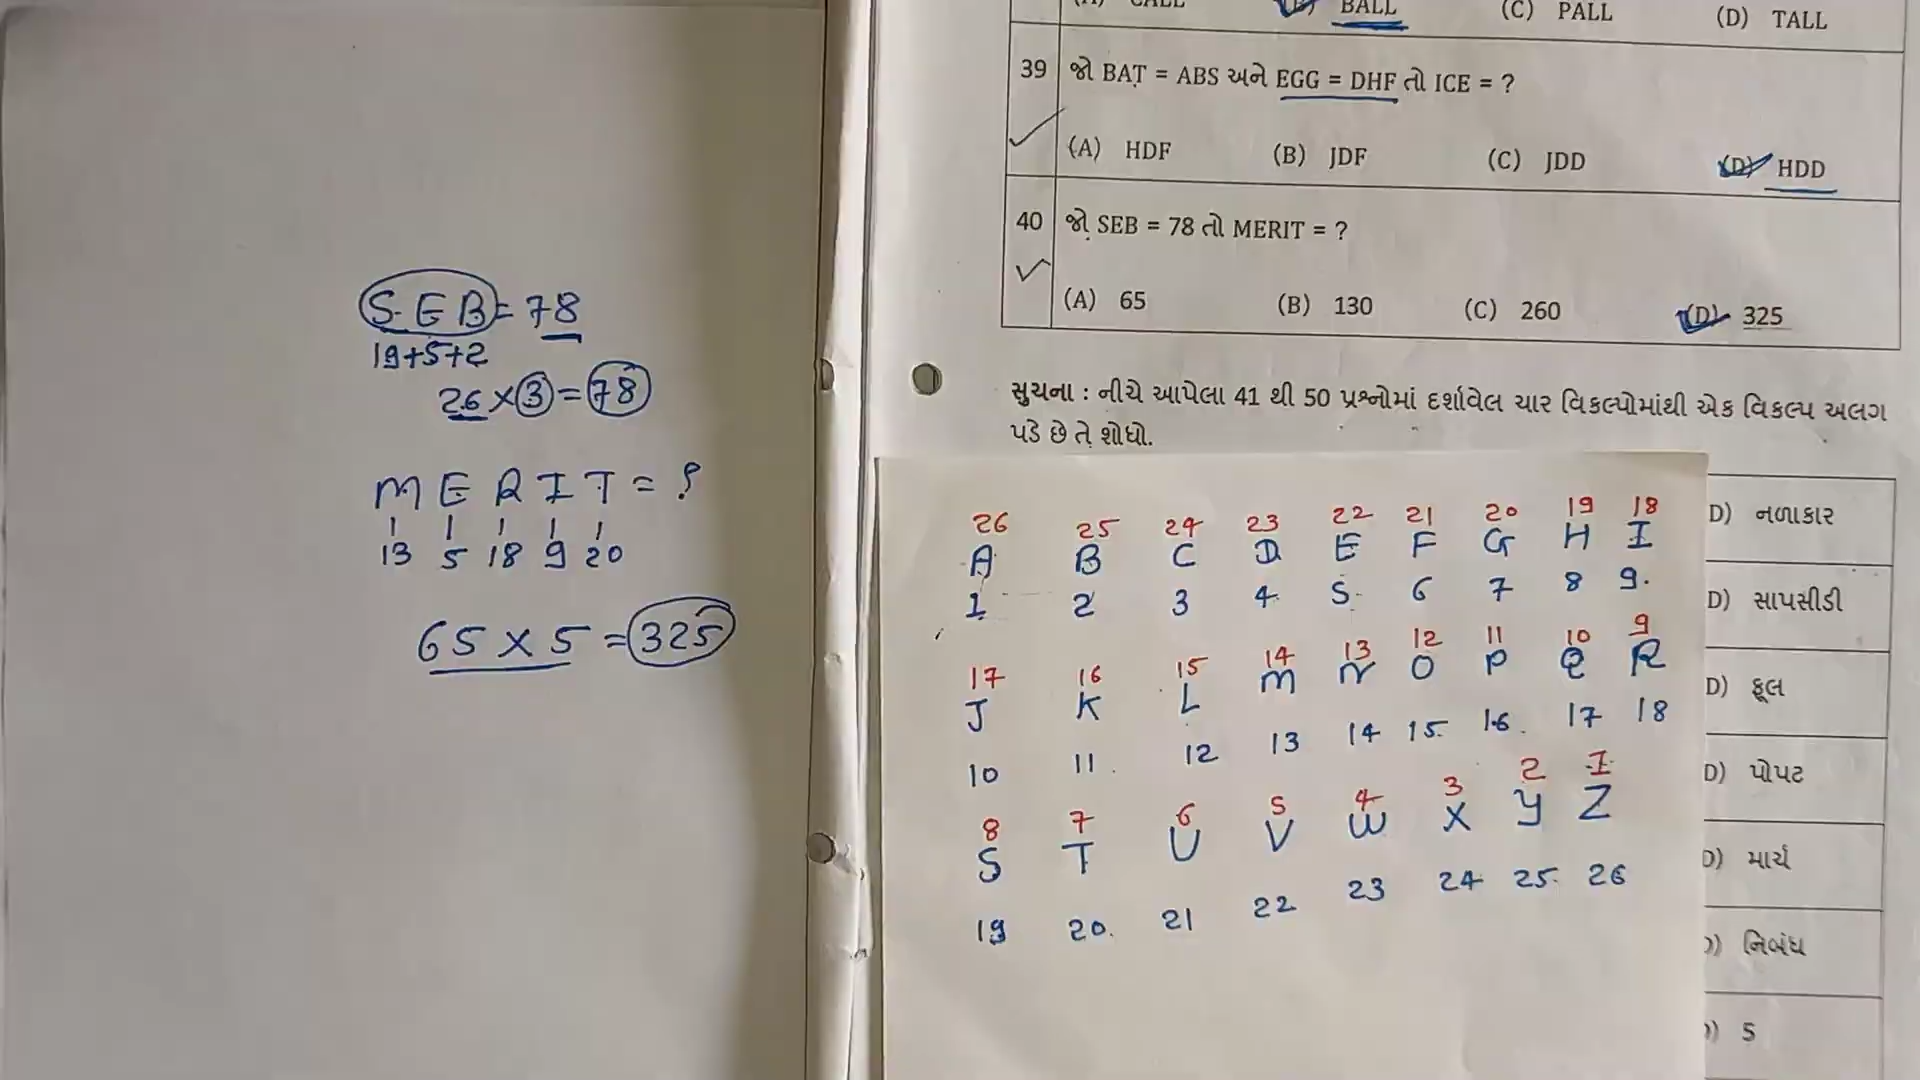 S E B = 78
19+5+2
26 × 3 = 78
M E R I T = ?
13 5 18 9 20
65 × 5 = 325
BALL (C) PALL (D) TALL
39 જો BAT = ABS અને EGG = DHF તો ICE = ?
(A) HDF (B) JDF (C) JDD (D) HDD
40 જો SEB = 78 તો MERIT = ?
(A) 65 (B) 130 (C) 260 (D) 325
સુચના : નીચે આપેલા 41 થી 50 પ્રશ્નોમાં દર્શાવેલ ચાર વિકલ્પોમાંથી એક વિકલ્પ અલગ
પડે છે તે શોધો.
26 25 24 23 22 21 20 19 18
A B C D E F G H I
1 2 3 4 5 6 7 8 9
17 16 15 14 13 12 11 10 9
J K L M N O P Q R
10 11 12 13 14 15 16 17 18
8 7 6 5 4 3 2 1
S T U V W X Y Z
19 20 21 22 23 24 25 26
D) નળાકાર
D) સાપસીડી
D) ફૂલ
D) પોપટ
D) માર્ચ
) નિબંધ
) 5